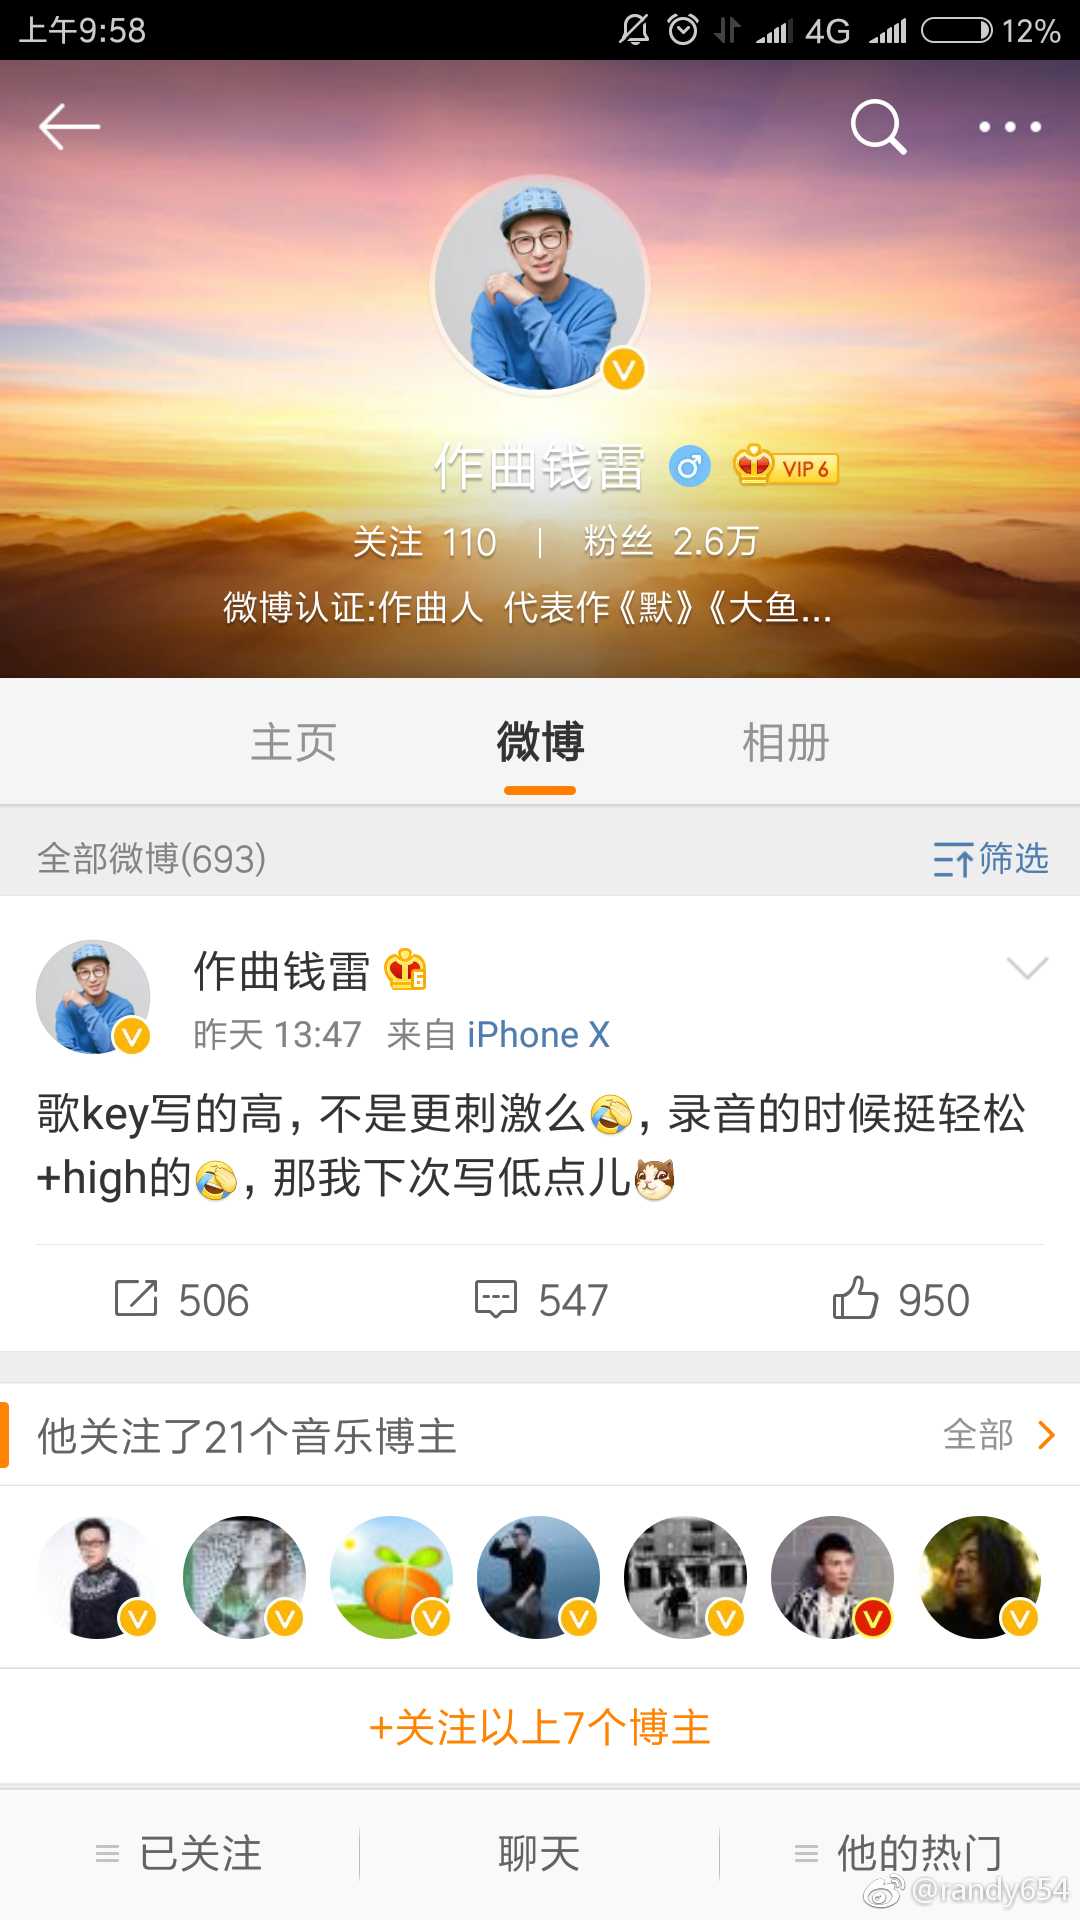 上午9:58
4G 12%
作曲钱雷 VIP 6
关注 110 | 粉丝 2.6万
微博认证:作曲人 代表作《默》《大鱼...
主页 微博 相册
全部微博(693) 筛选
作曲钱雷 6
昨天 13:47 来自 iPhone X
歌key写的高，不是更刺激么，录音的时候挺轻松
+high的，那我下次写低点儿
506 547 950
他关注了21个音乐博主 全部
+关注以上7个博主
已关注 聊天 他的热门
@randy654